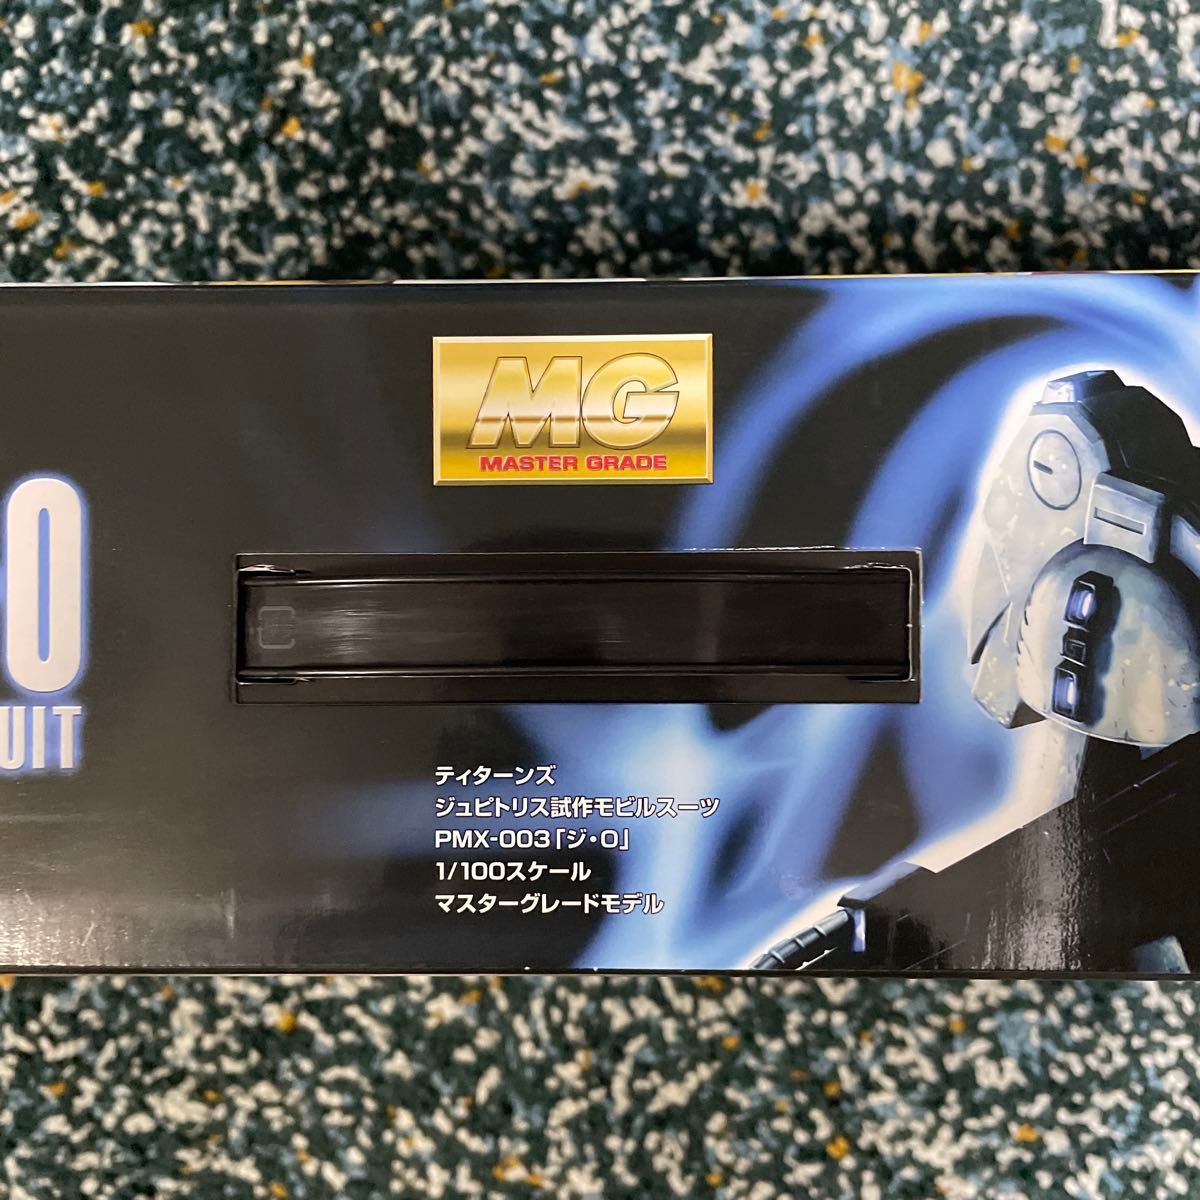 MG
MASTER GRADE
O
UIT
ティターンズ
ジュピトリス試作モビルスーツ
PMX-003「ジ・O」
1/100スケール
マスターグレードモデル